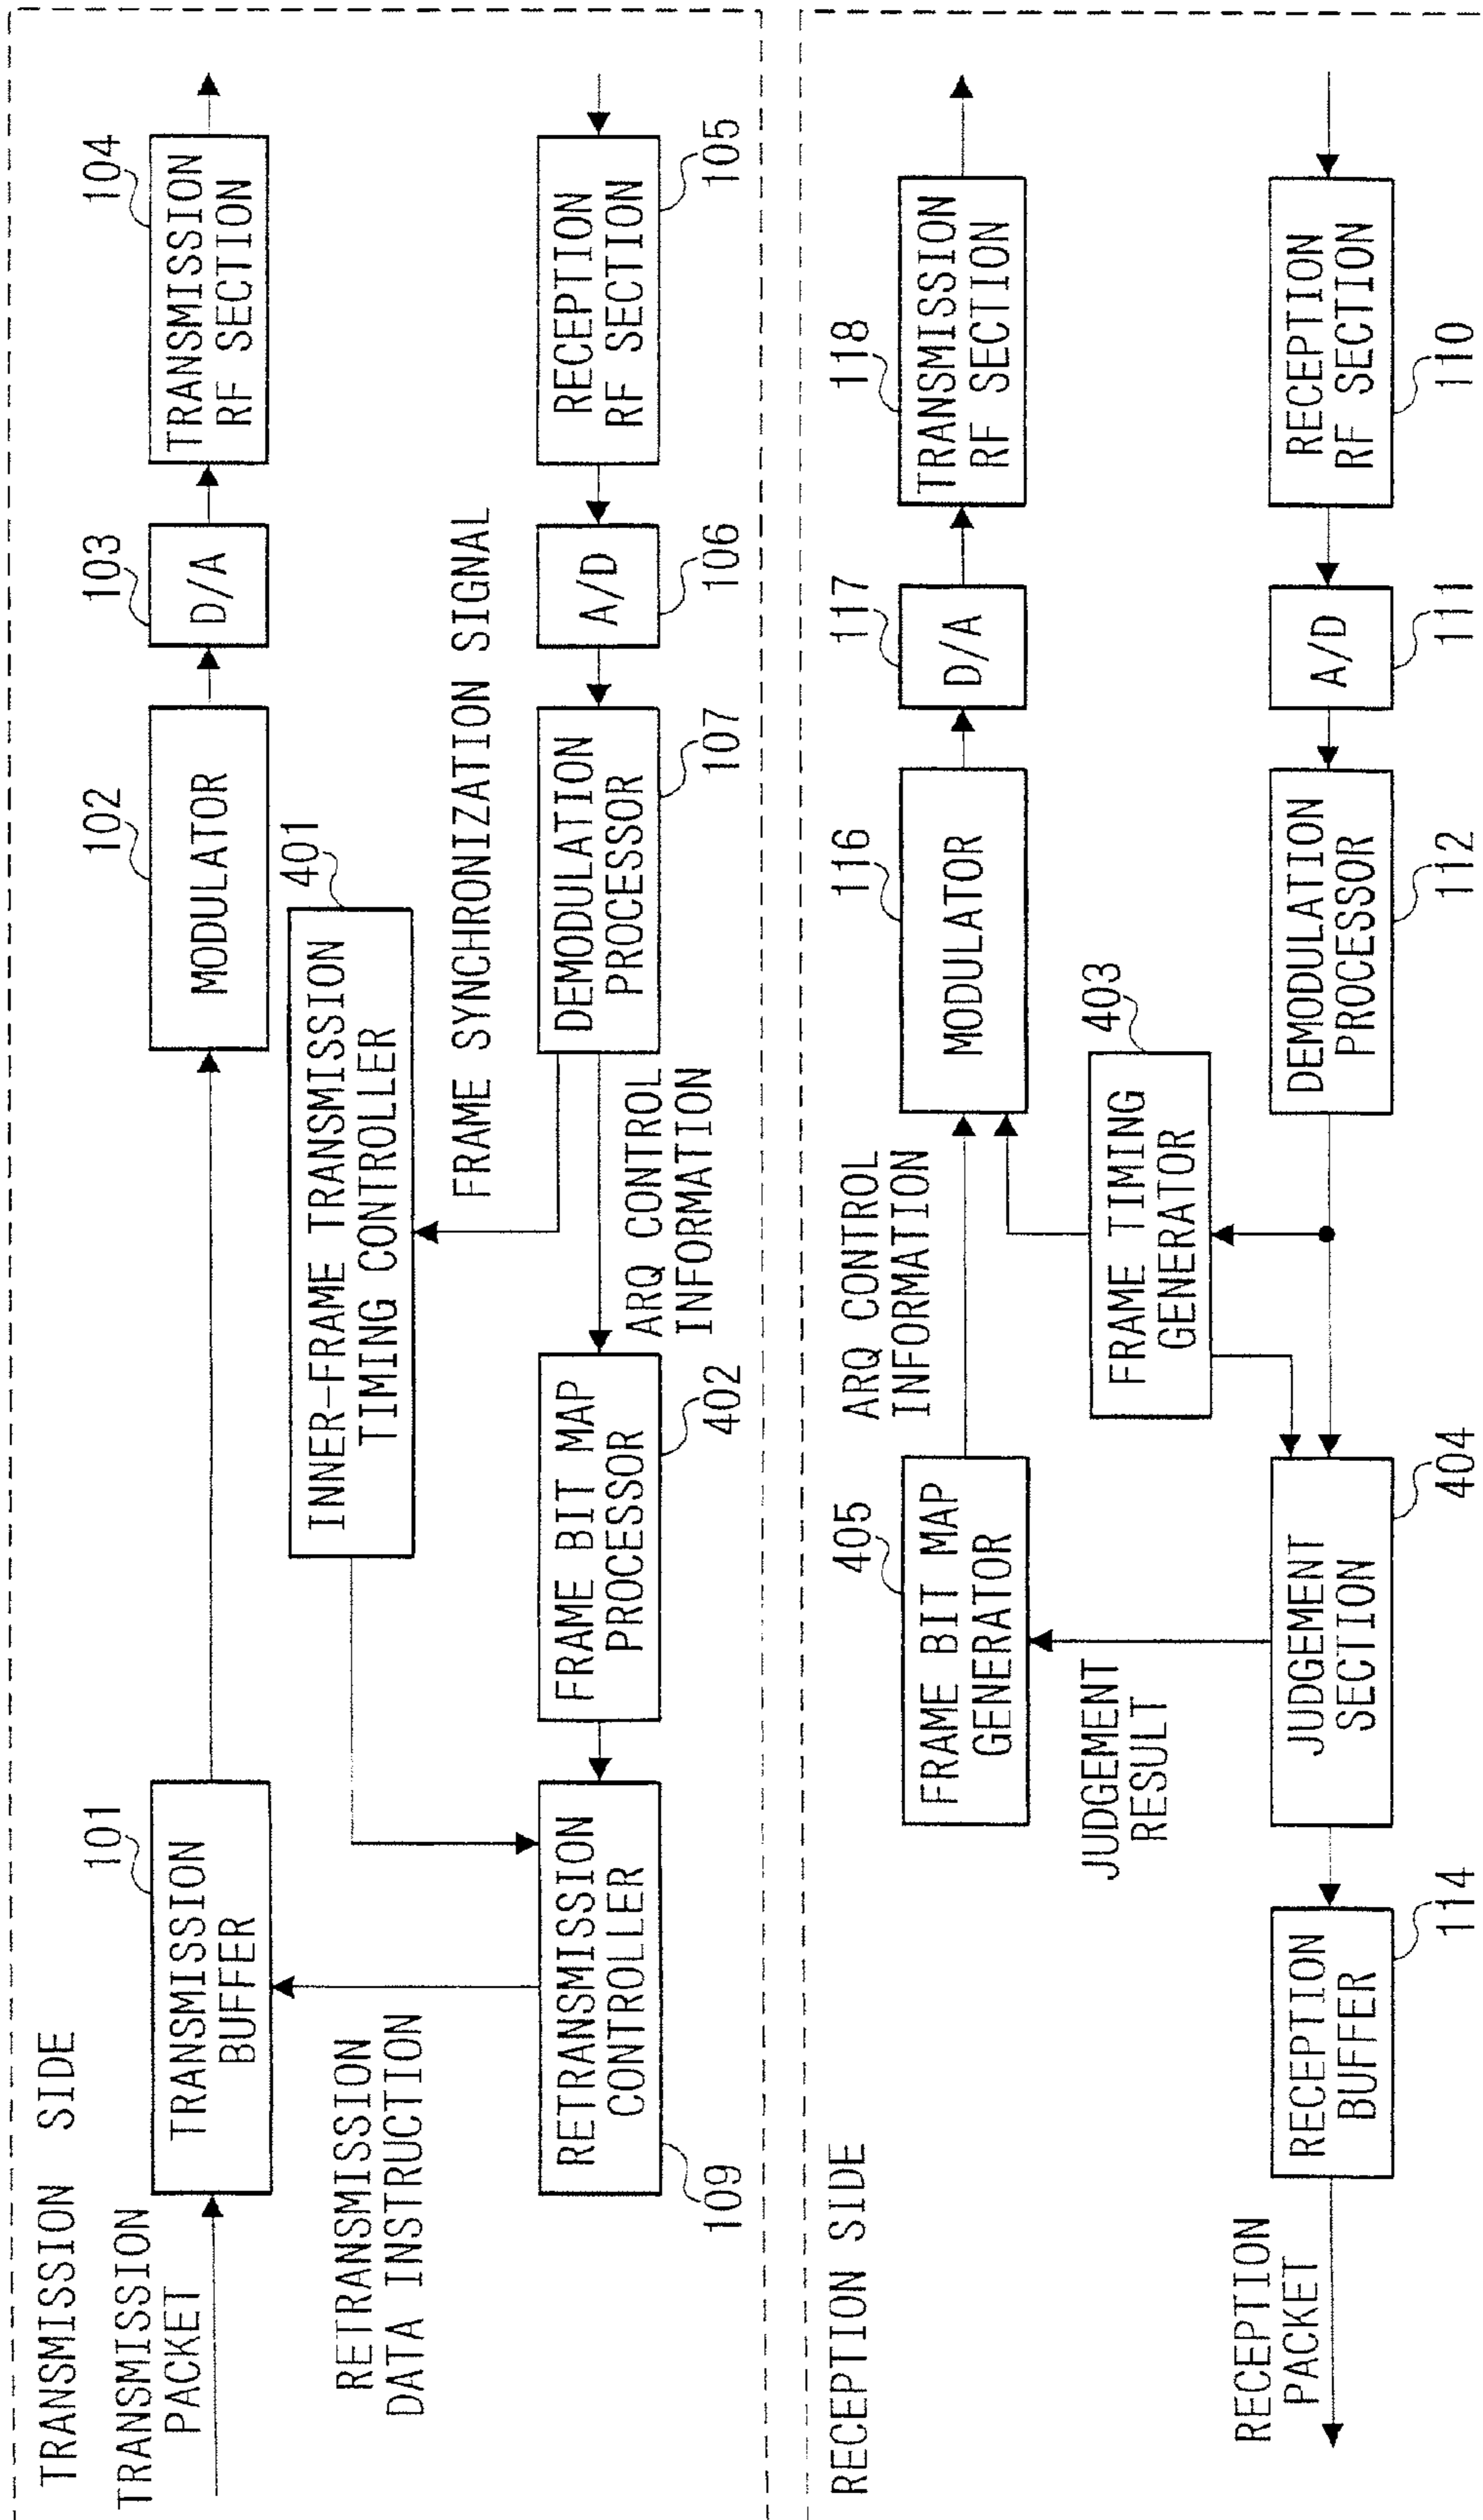 TRANSMISSION SIDE
TRANSMISSION
PACKET
101
TRANSMISSION
BUFFER
102
MODULATOR
103
D/A
104
TRANSMISSION
RF SECTION
401
INNER-FRAME TRANSMISSION
TIMING CONTROLLER
RETRANSMISSION
DATA INSTRUCTION
FRAME SYNCHRONIZATION SIGNAL
RETRANSMISSION
CONTROLLER
109
FRAME BIT MAP
PROCESSOR
402
ARQ CONTROL
INFORMATION
DEMODULATION
PROCESSOR
107
A/D
106
RECEPTION
RF SECTION
105
RECEPTION SIDE
405
FRAME BIT MAP
GENERATOR
ARQ CONTROL
INFORMATION
116
MODULATOR
117
D/A
118
TRANSMISSION
RF SECTION
JUDGEMENT
RESULT
403
FRAME TIMING
GENERATOR
RECEPTION
PACKET
RECEPTION
BUFFER
114
JUDGEMENT
SECTION
404
DEMODULATION
PROCESSOR
112
A/D
111
RECEPTION
RF SECTION
110